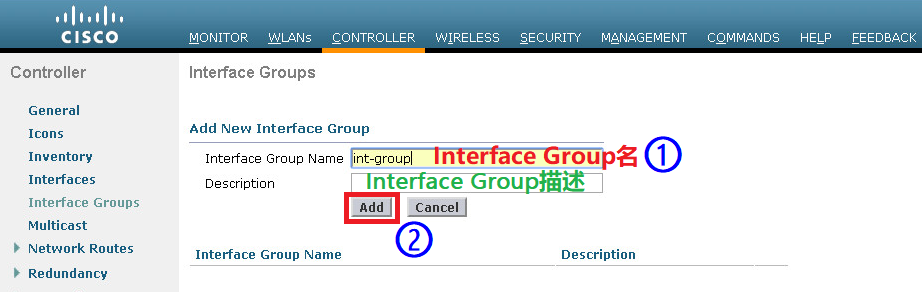 CISCO
MONITOR WLANs CONTROLLER WIRELESS SECURITY MANAGEMENT COMMANDS HELP FEEDBACK
Controller
General
Icons
Inventory
Interfaces
Interface Groups
Multicast
Network Routes
Redundancy
Interface Groups
Add New Interface Group
Interface Group Name int-group Interface Group名 ①
Description Interface Group描述
Add Cancel
②
Interface Group Name Description